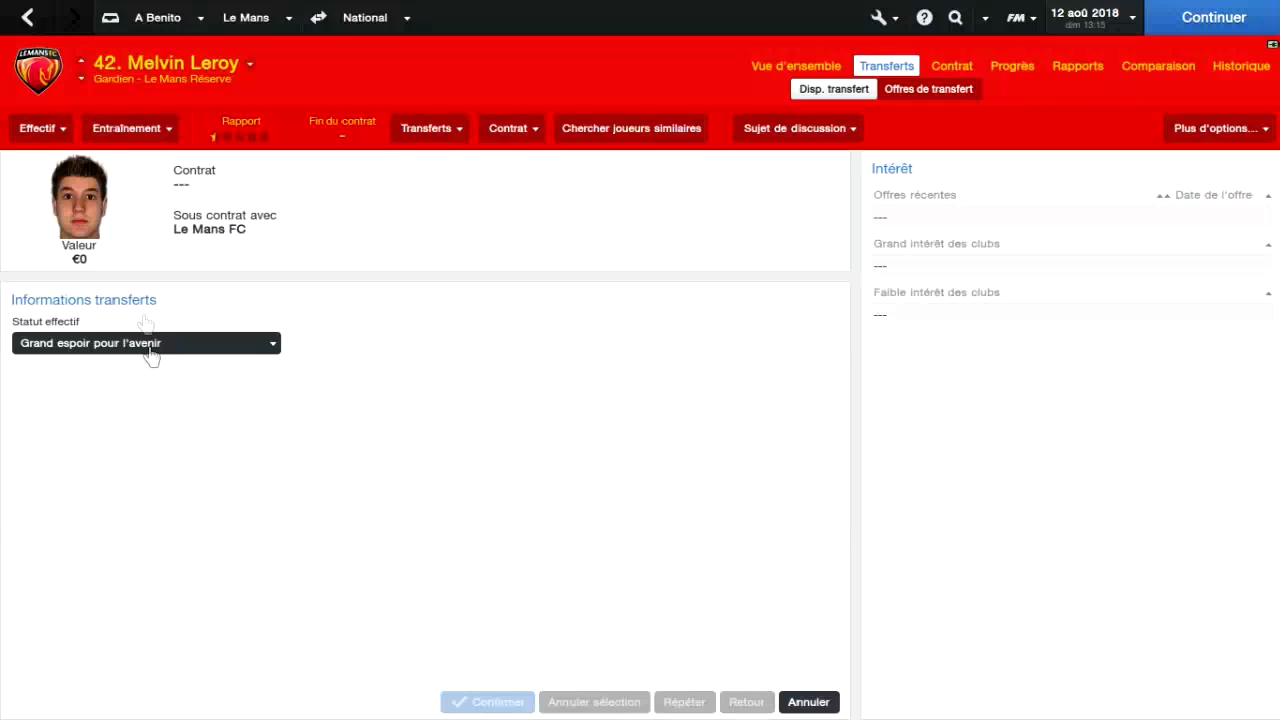 A Benito
Le Mans
National
FM
12 aoû 2018
dim 13:15
Continuer
LE MANS FC
42. Melvin Leroy
Gardien - Le Mans Réserve
Vue d'ensemble
Transferts
Contrat
Progrès
Rapports
Comparaison
Historique
Disp. transfert
Offres de transfert
Effectif
Entraînement
Rapport
Fin du contrat
-
Transferts
Contrat
Chercher joueurs similaires
Sujet de discussion
Plus d'options...
Valeur
€0
Contrat
---
Sous contrat avec
Le Mans FC
Intérêt
Offres récentes
Date de l'offre
---
Grand intérêt des clubs
---
Faible intérêt des clubs
---
Informations transferts
Statut effectif
Grand espoir pour l'avenir
Confirmer
Annuler sélection
Répéter
Retour
Annuler